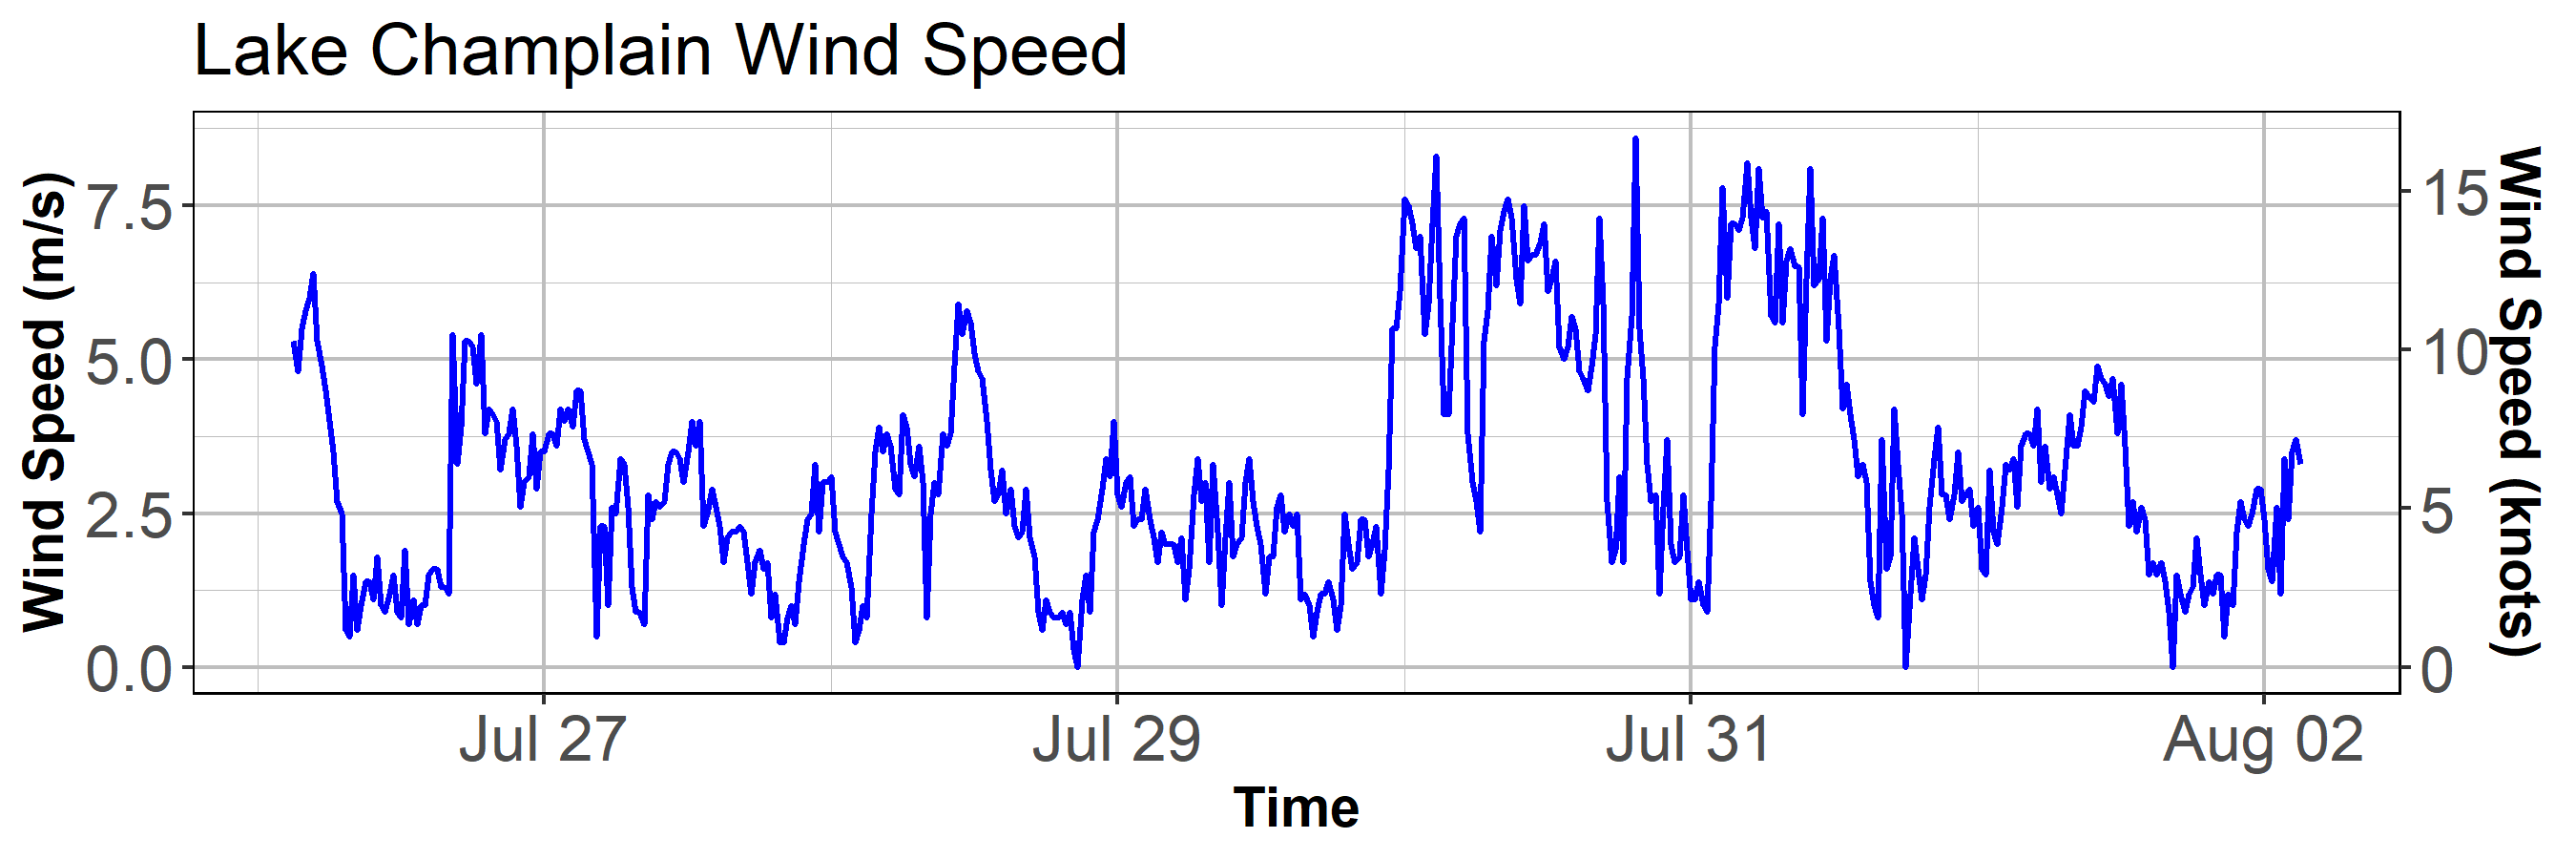 Lake Champlain Wind Speed
Wind Speed (m/s)
7.5
5.0
2.5
0.0
15
10
5
0
Wind Speed (knots)
Jul 27
Jul 29
Jul 31
Aug 02
Time